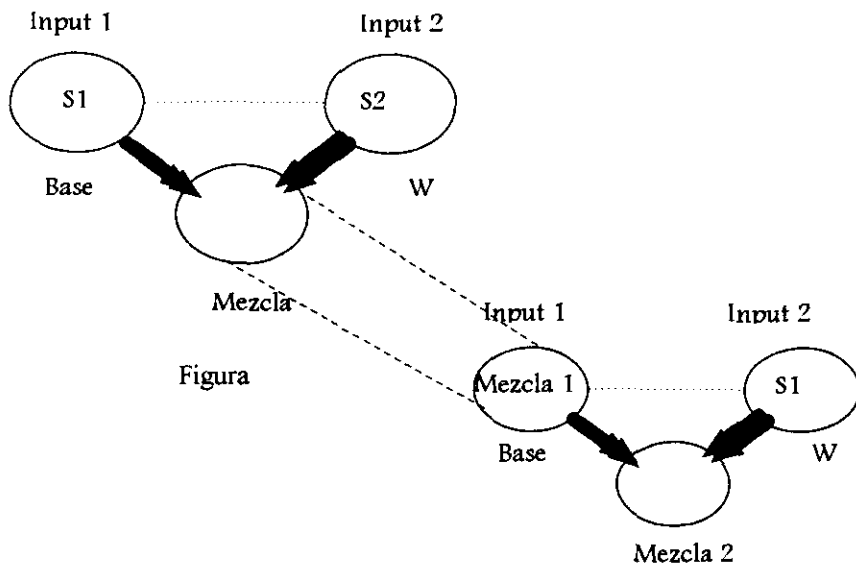 Input 1 Input 2
S1 S2
Base W
Mezcla
Input 1 Input 2
Figura
Mezcla 1 S1
Base W
Mezcla 2